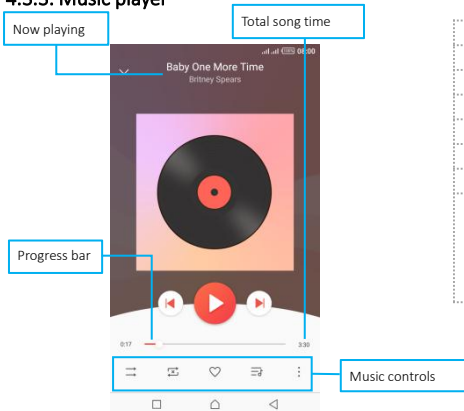 4.3.3. Music player
Now playing
Total song time
08:00
Baby One More Time
Britney Spears
Progress bar
0:17
3:30
Music controls